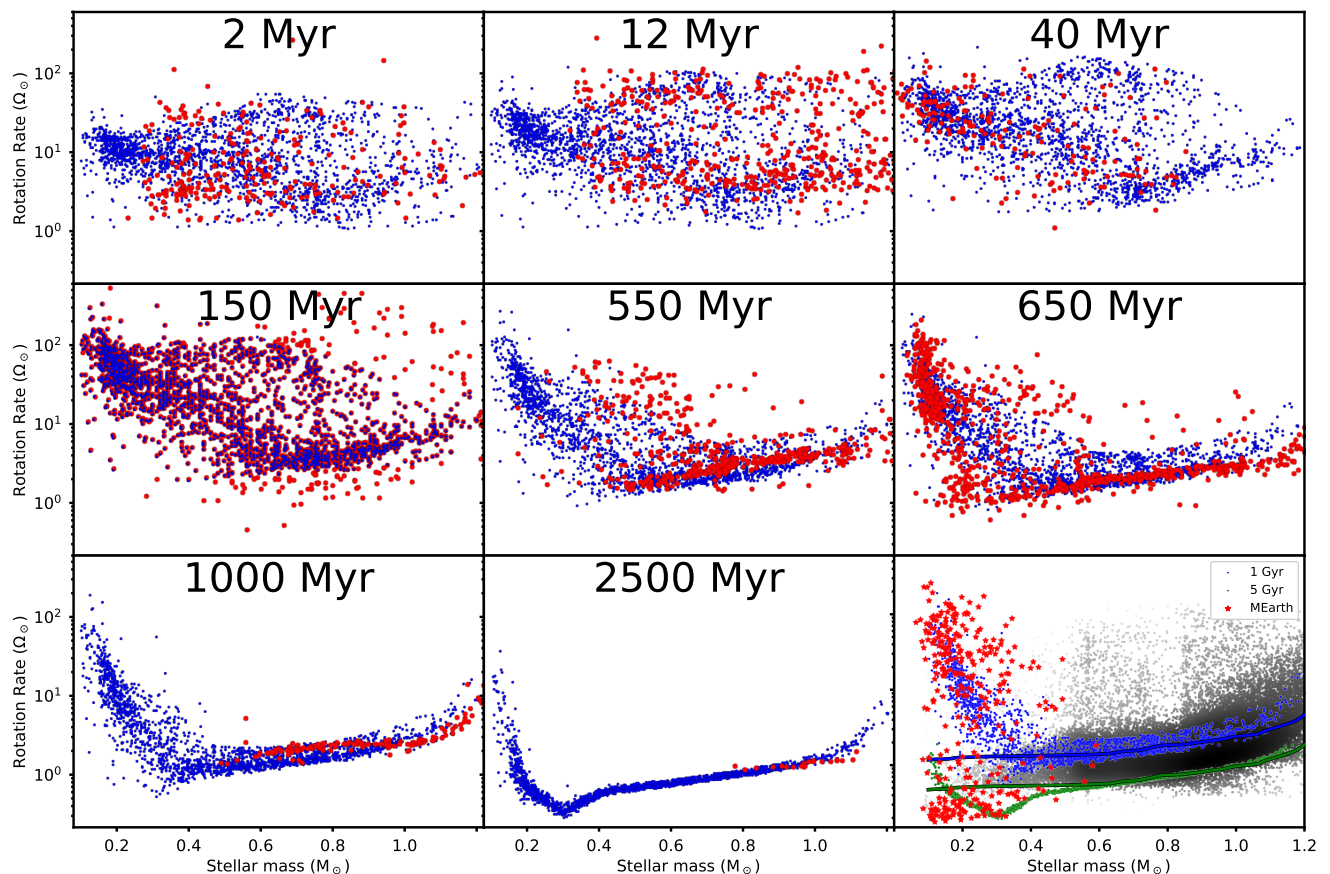 2 Myr
12 Myr
40 Myr
Rotation Rate (Ω⊙)
10²
10¹
10⁰
150 Myr
550 Myr
650 Myr
Rotation Rate (Ω⊙)
10²
10¹
10⁰
1000 Myr
2500 Myr
1 Gyr
5 Gyr
MEarth
Rotation Rate (Ω⊙)
10²
10¹
10⁰
0.2 0.4 0.6 0.8 1.0
0.2 0.4 0.6 0.8 1.0
0.2 0.4 0.6 0.8 1.0 1.2
Stellar mass (M⊙)
Stellar mass (M⊙)
Stellar mass (M⊙)